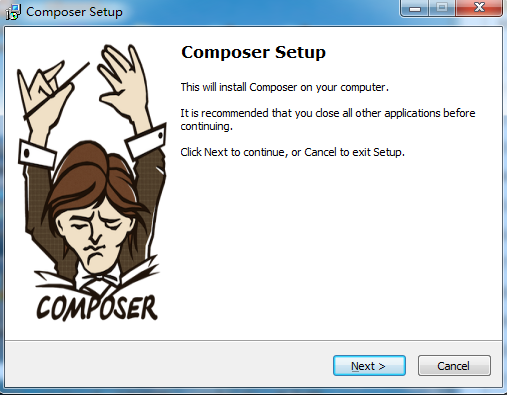 Composer Setup
Composer Setup
This will install Composer on your computer.
It is recommended that you close all other applications before
continuing.
Click Next to continue, or Cancel to exit Setup.
COMPOSER
Next >
Cancel